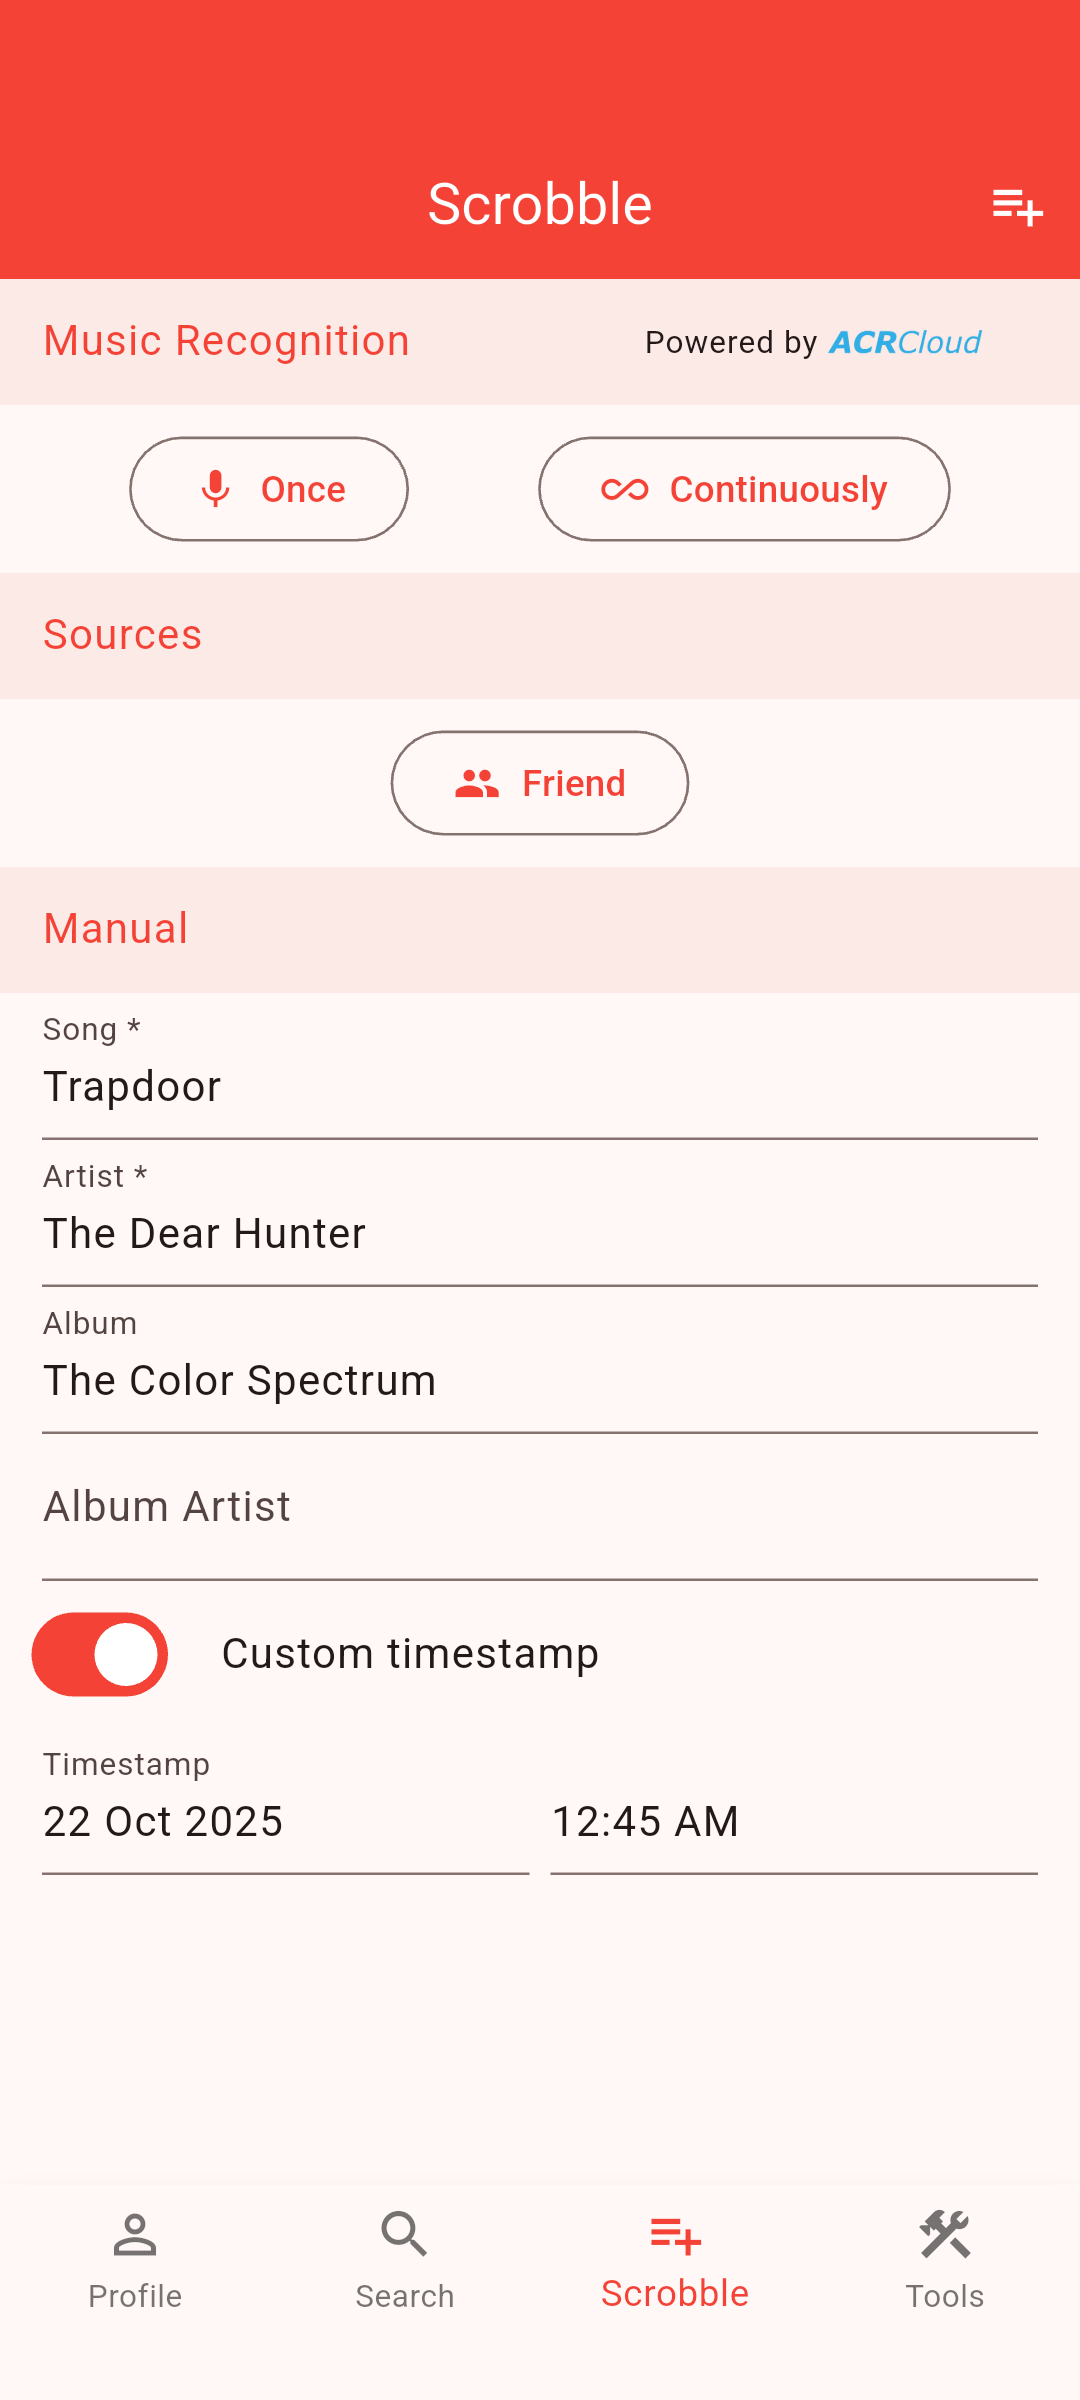 Scrobble
Music Recognition
Powered by ACRCloud
Once
Continuously
Sources
Friend
Manual
Song *
Trapdoor
Artist *
The Dear Hunter
Album
The Color Spectrum
Album Artist
Custom timestamp
Timestamp
22 Oct 2025
12:45 AM
Profile
Search
Scrobble
Tools